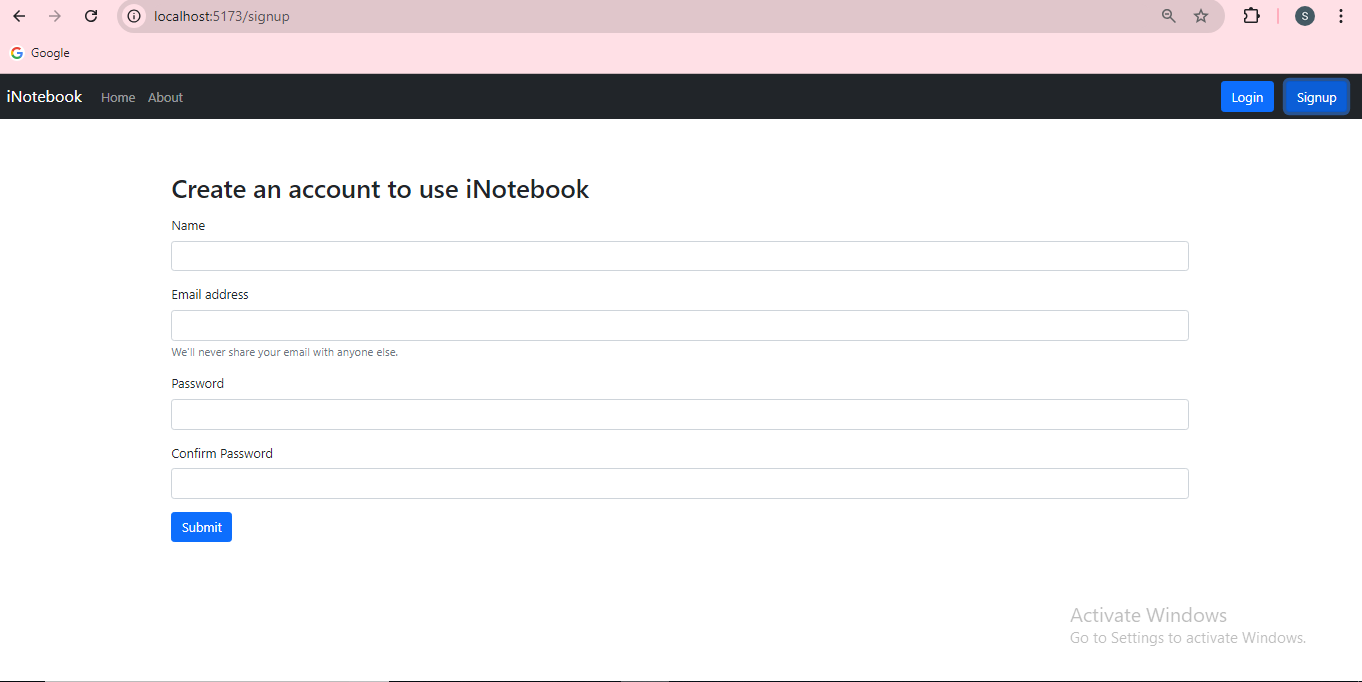 localhost:5173/signup
S
Google
iNotebook Home About Login Signup
Create an account to use iNotebook
Name
Email address
We'll never share your email with anyone else.
Password
Confirm Password
Submit
Activate Windows
Go to Settings to activate Windows.